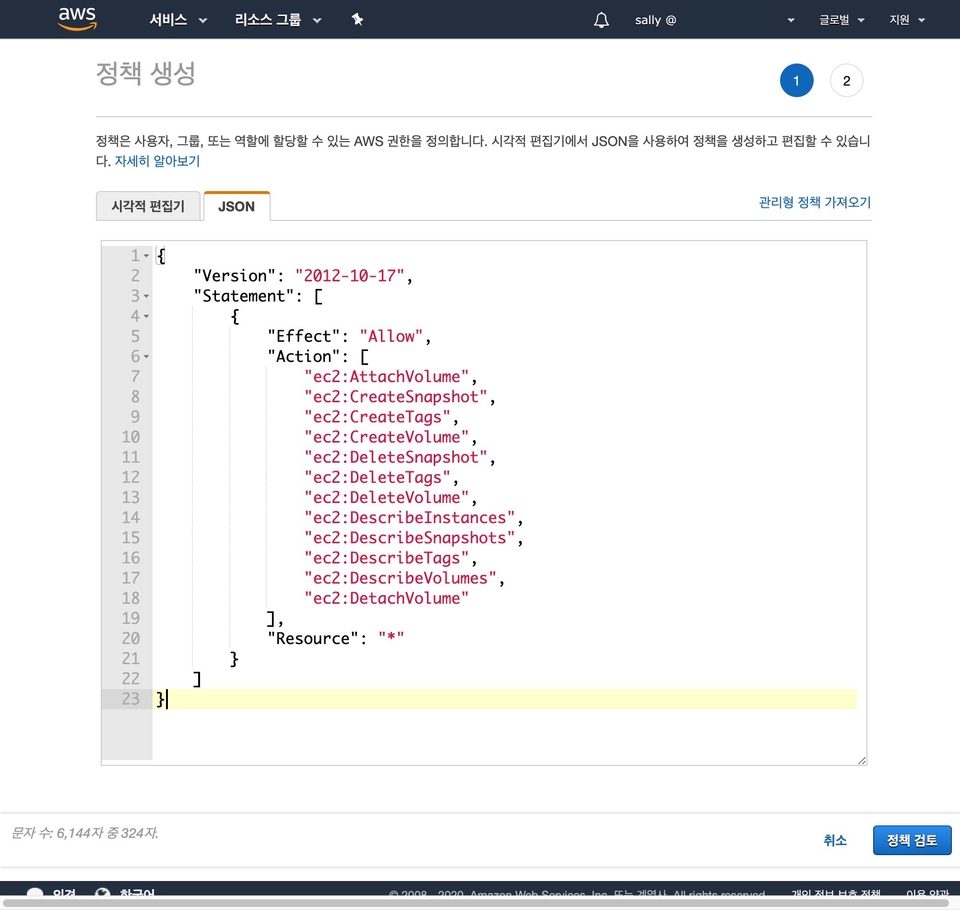 aws 서비스 리소스 그룹 sally @ 글로벌 지원
정책 생성
1 2
정책은 사용자, 그룹, 또는 역할에 할당할 수 있는 AWS 권한을 정의합니다. 시각적 편집기에서 JSON을 사용하여 정책을 생성하고 편집할 수 있습니
다. 자세히 알아보기
시각적 편집기 JSON 관리형 정책 가져오기
1 {
2 "Version": "2012-10-17",
3 "Statement": [
4 {
5 "Effect": "Allow",
6 "Action": [
7 "ec2:AttachVolume",
8 "ec2:CreateSnapshot",
9 "ec2:CreateTags",
10 "ec2:CreateVolume",
11 "ec2:DeleteSnapshot",
12 "ec2:DeleteTags",
13 "ec2:DeleteVolume",
14 "ec2:DescribeInstances",
15 "ec2:DescribeSnapshots",
16 "ec2:DescribeTags",
17 "ec2:DescribeVolumes",
18 "ec2:DetachVolume"
19 ],
20 "Resource": "*"
21 }
22 ]
23 }
문자 수: 6,144자 중 324자.
취소 정책 검토
의견 한국어 © 2008 - 2020, Amazon Web Services, Inc. 또는 계열사. All rights reserved. 개인 정보 보호 정책 이용 약관